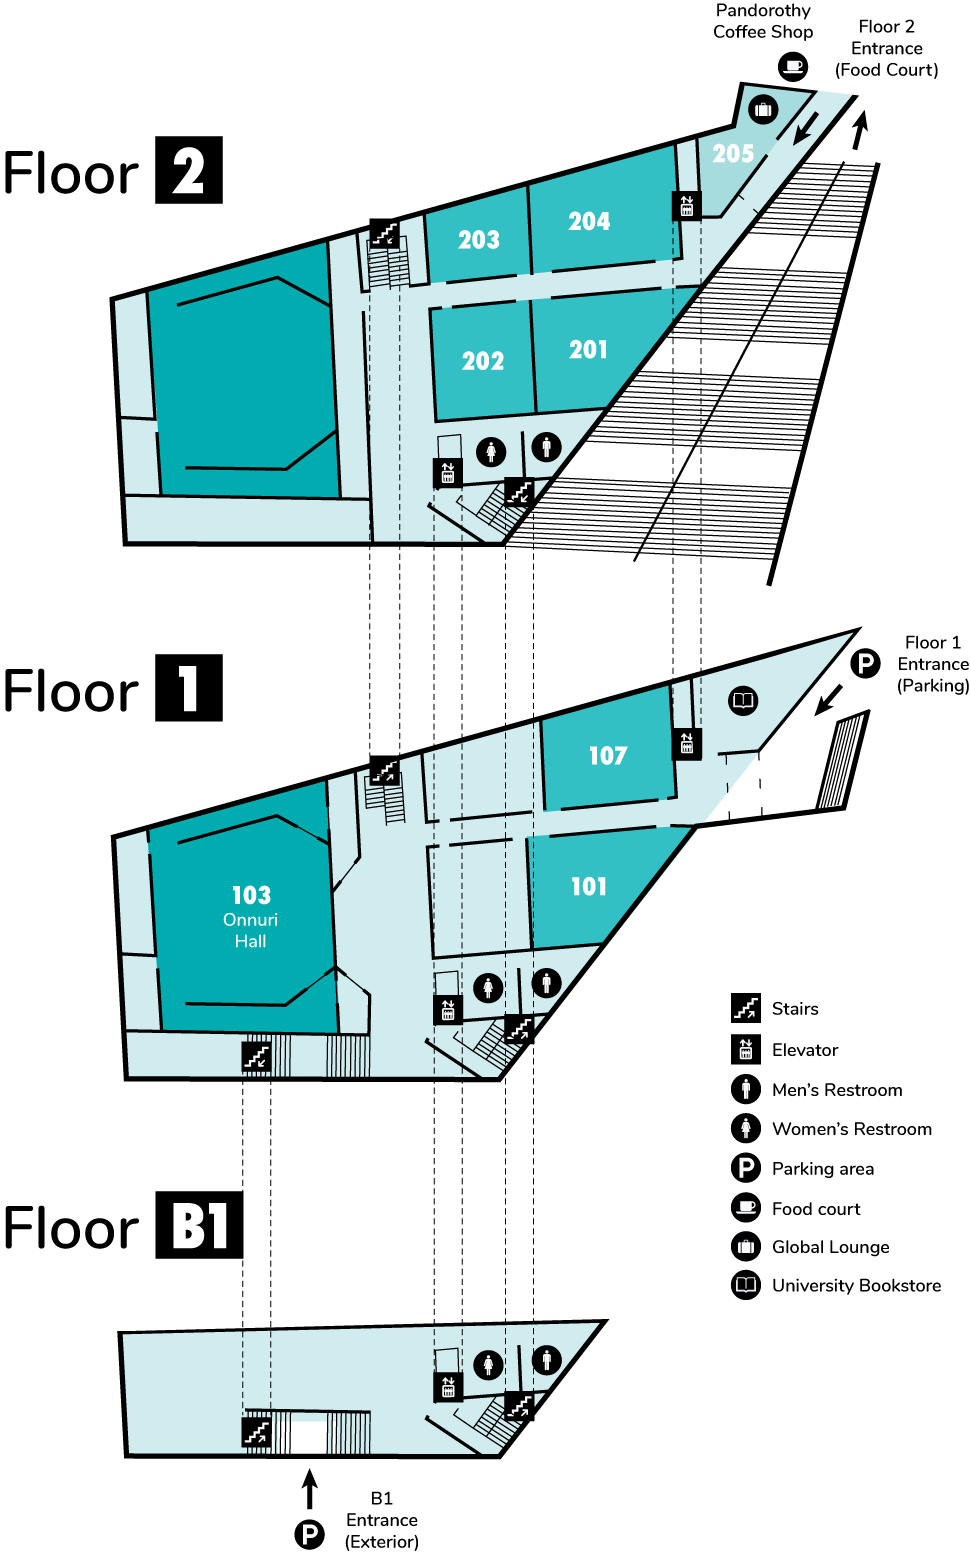 Pandorothy
Coffee Shop
Floor 2
Entrance
(Food Court)
Floor 2
205
204
203
202
201
Floor 1
Floor 1
Entrance
(Parking)
P
107
103
Onnuri
Hall
101
Stairs
Elevator
Men's Restroom
Women's Restroom
P Parking area
Food court
Global Lounge
University Bookstore
Floor B1
B1
Entrance
(Exterior)
P